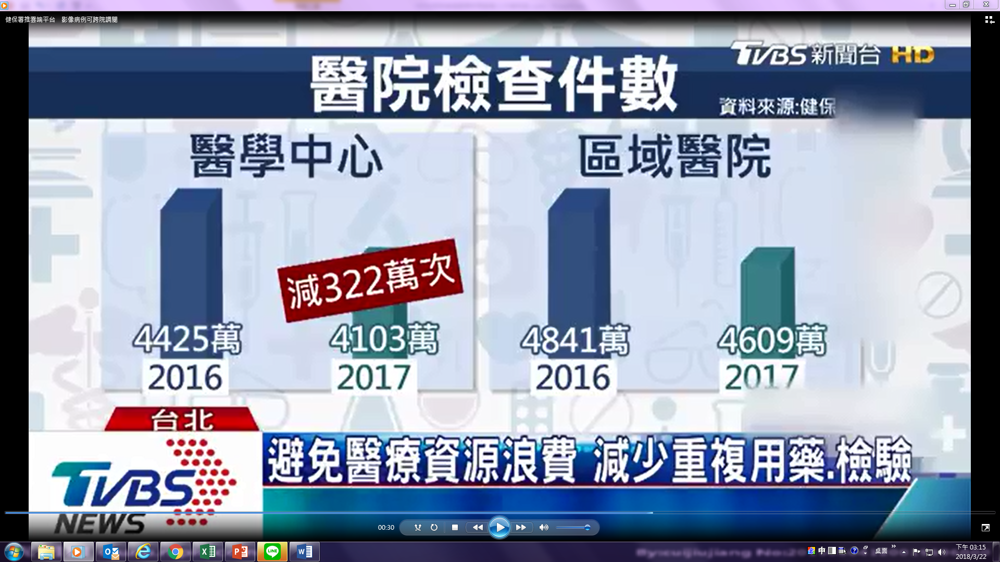 健保署推雲端平台　影像病例可跨院調閱
TVBS 新聞台 HD
醫院檢查件數
資料來源:健保
醫學中心
區域醫院
減322萬次
4425萬
4103萬
4841萬
4609萬
2016
2017
2016
2017
台北
避免醫療資源浪費 減少重複用藥.檢驗
TVBS
NEWS
00:30
中
桌面
下午 03:15
2018/3/22